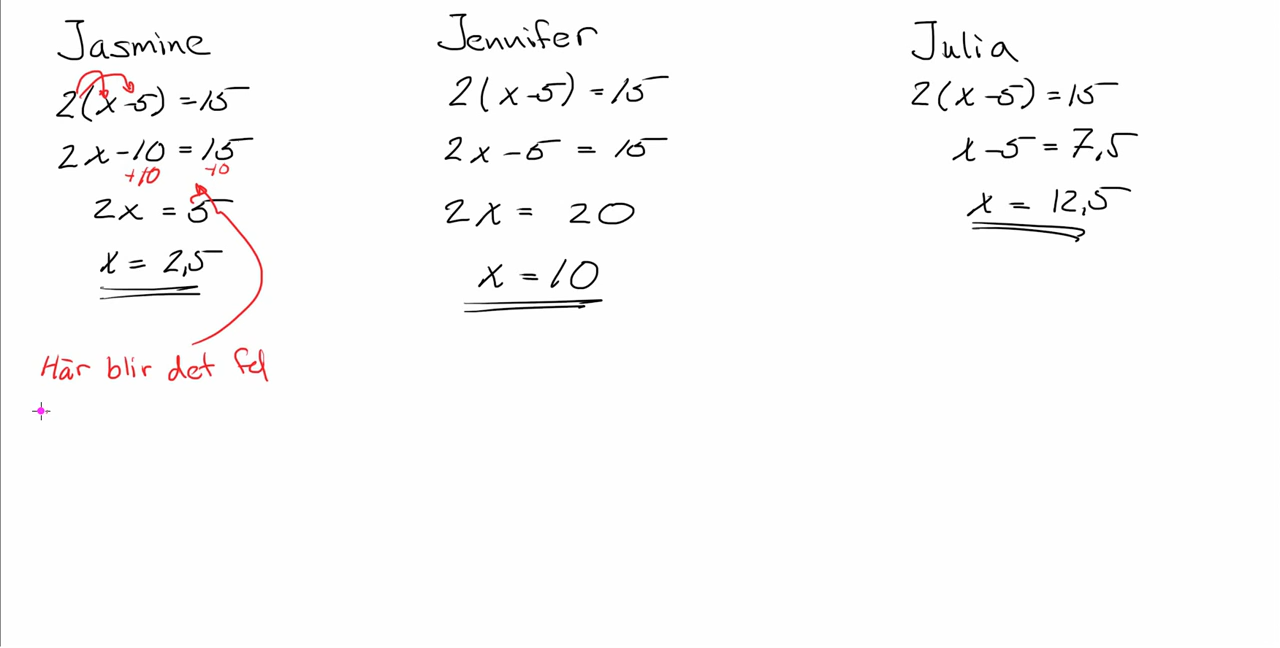 Jasmine
2(x-5) = 15
2x-10 = 15
+10 -10
2x = 5
x = 2,5
Här blir det fel
Jennifer
2(x-5) = 15
2x-5 = 15
2x = 20
x = 10
Julia
2(x-5) = 15
x-5 = 7,5
x = 12,5